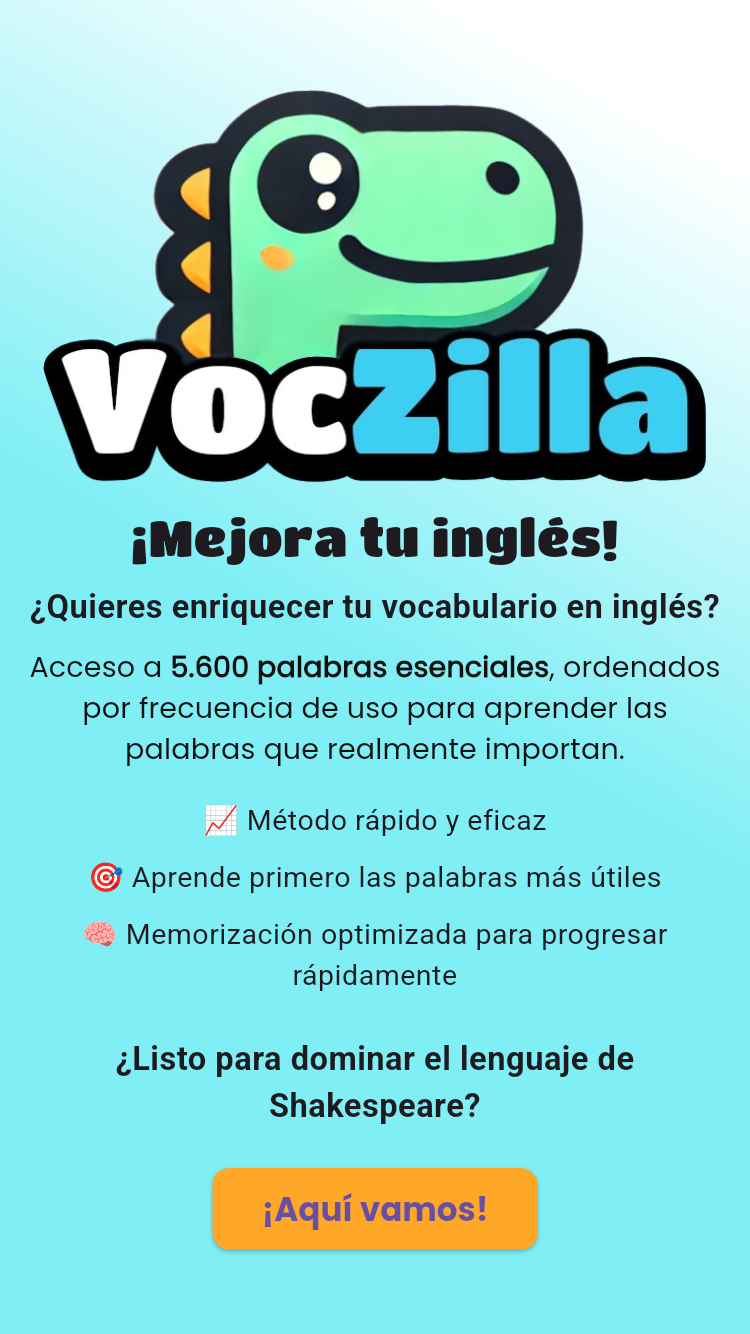 VocZilla
¡Mejora tu inglés!
¿Quieres enriquecer tu vocabulario en inglés?
Acceso a 5.600 palabras esenciales, ordenados
por frecuencia de uso para aprender las
palabras que realmente importan.
📈 Método rápido y eficaz
🎯 Aprende primero las palabras más útiles
🧠 Memorización optimizada para progresar
rápidamente
¿Listo para dominar el lenguaje de
Shakespeare?
¡Aquí vamos!